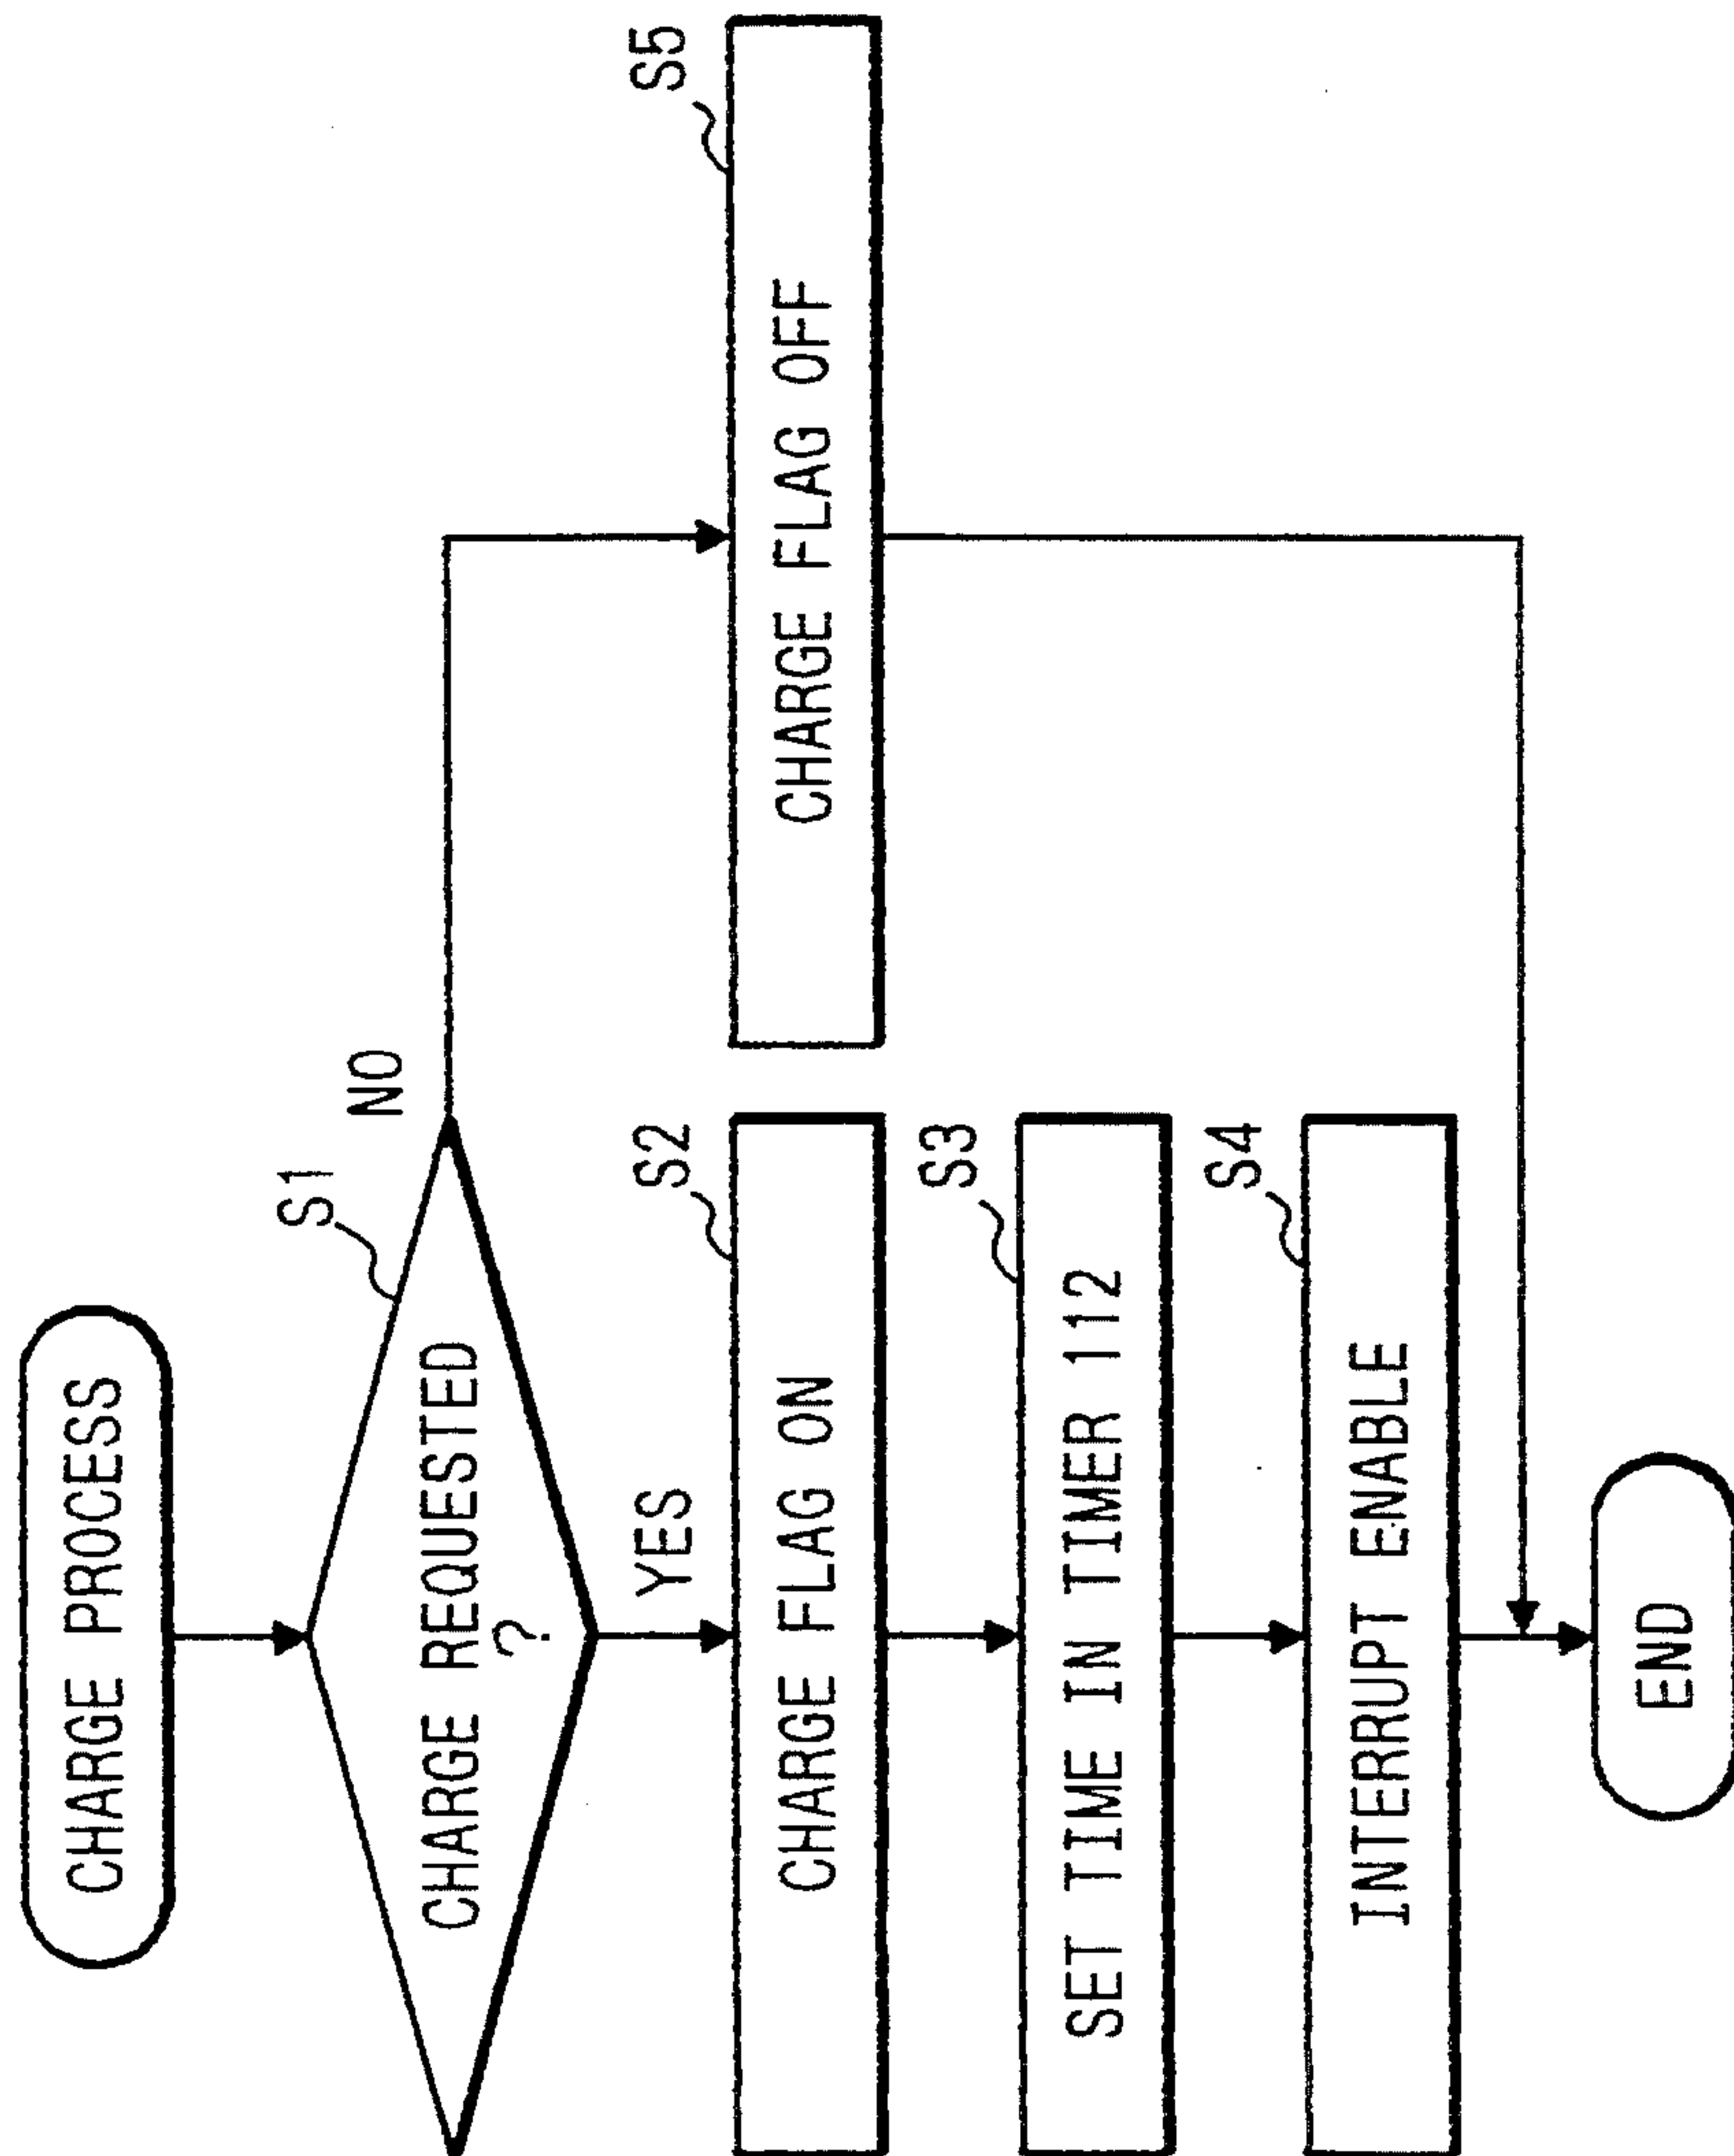 CHARGE PROCESS
S1
CHARGE REQUESTED
?
NO
YES
S2
CHARGE FLAG ON
S5
CHARGE FLAG OFF
S3
SET TIME IN TIMER 112
S4
INTERRUPT ENABLE
END